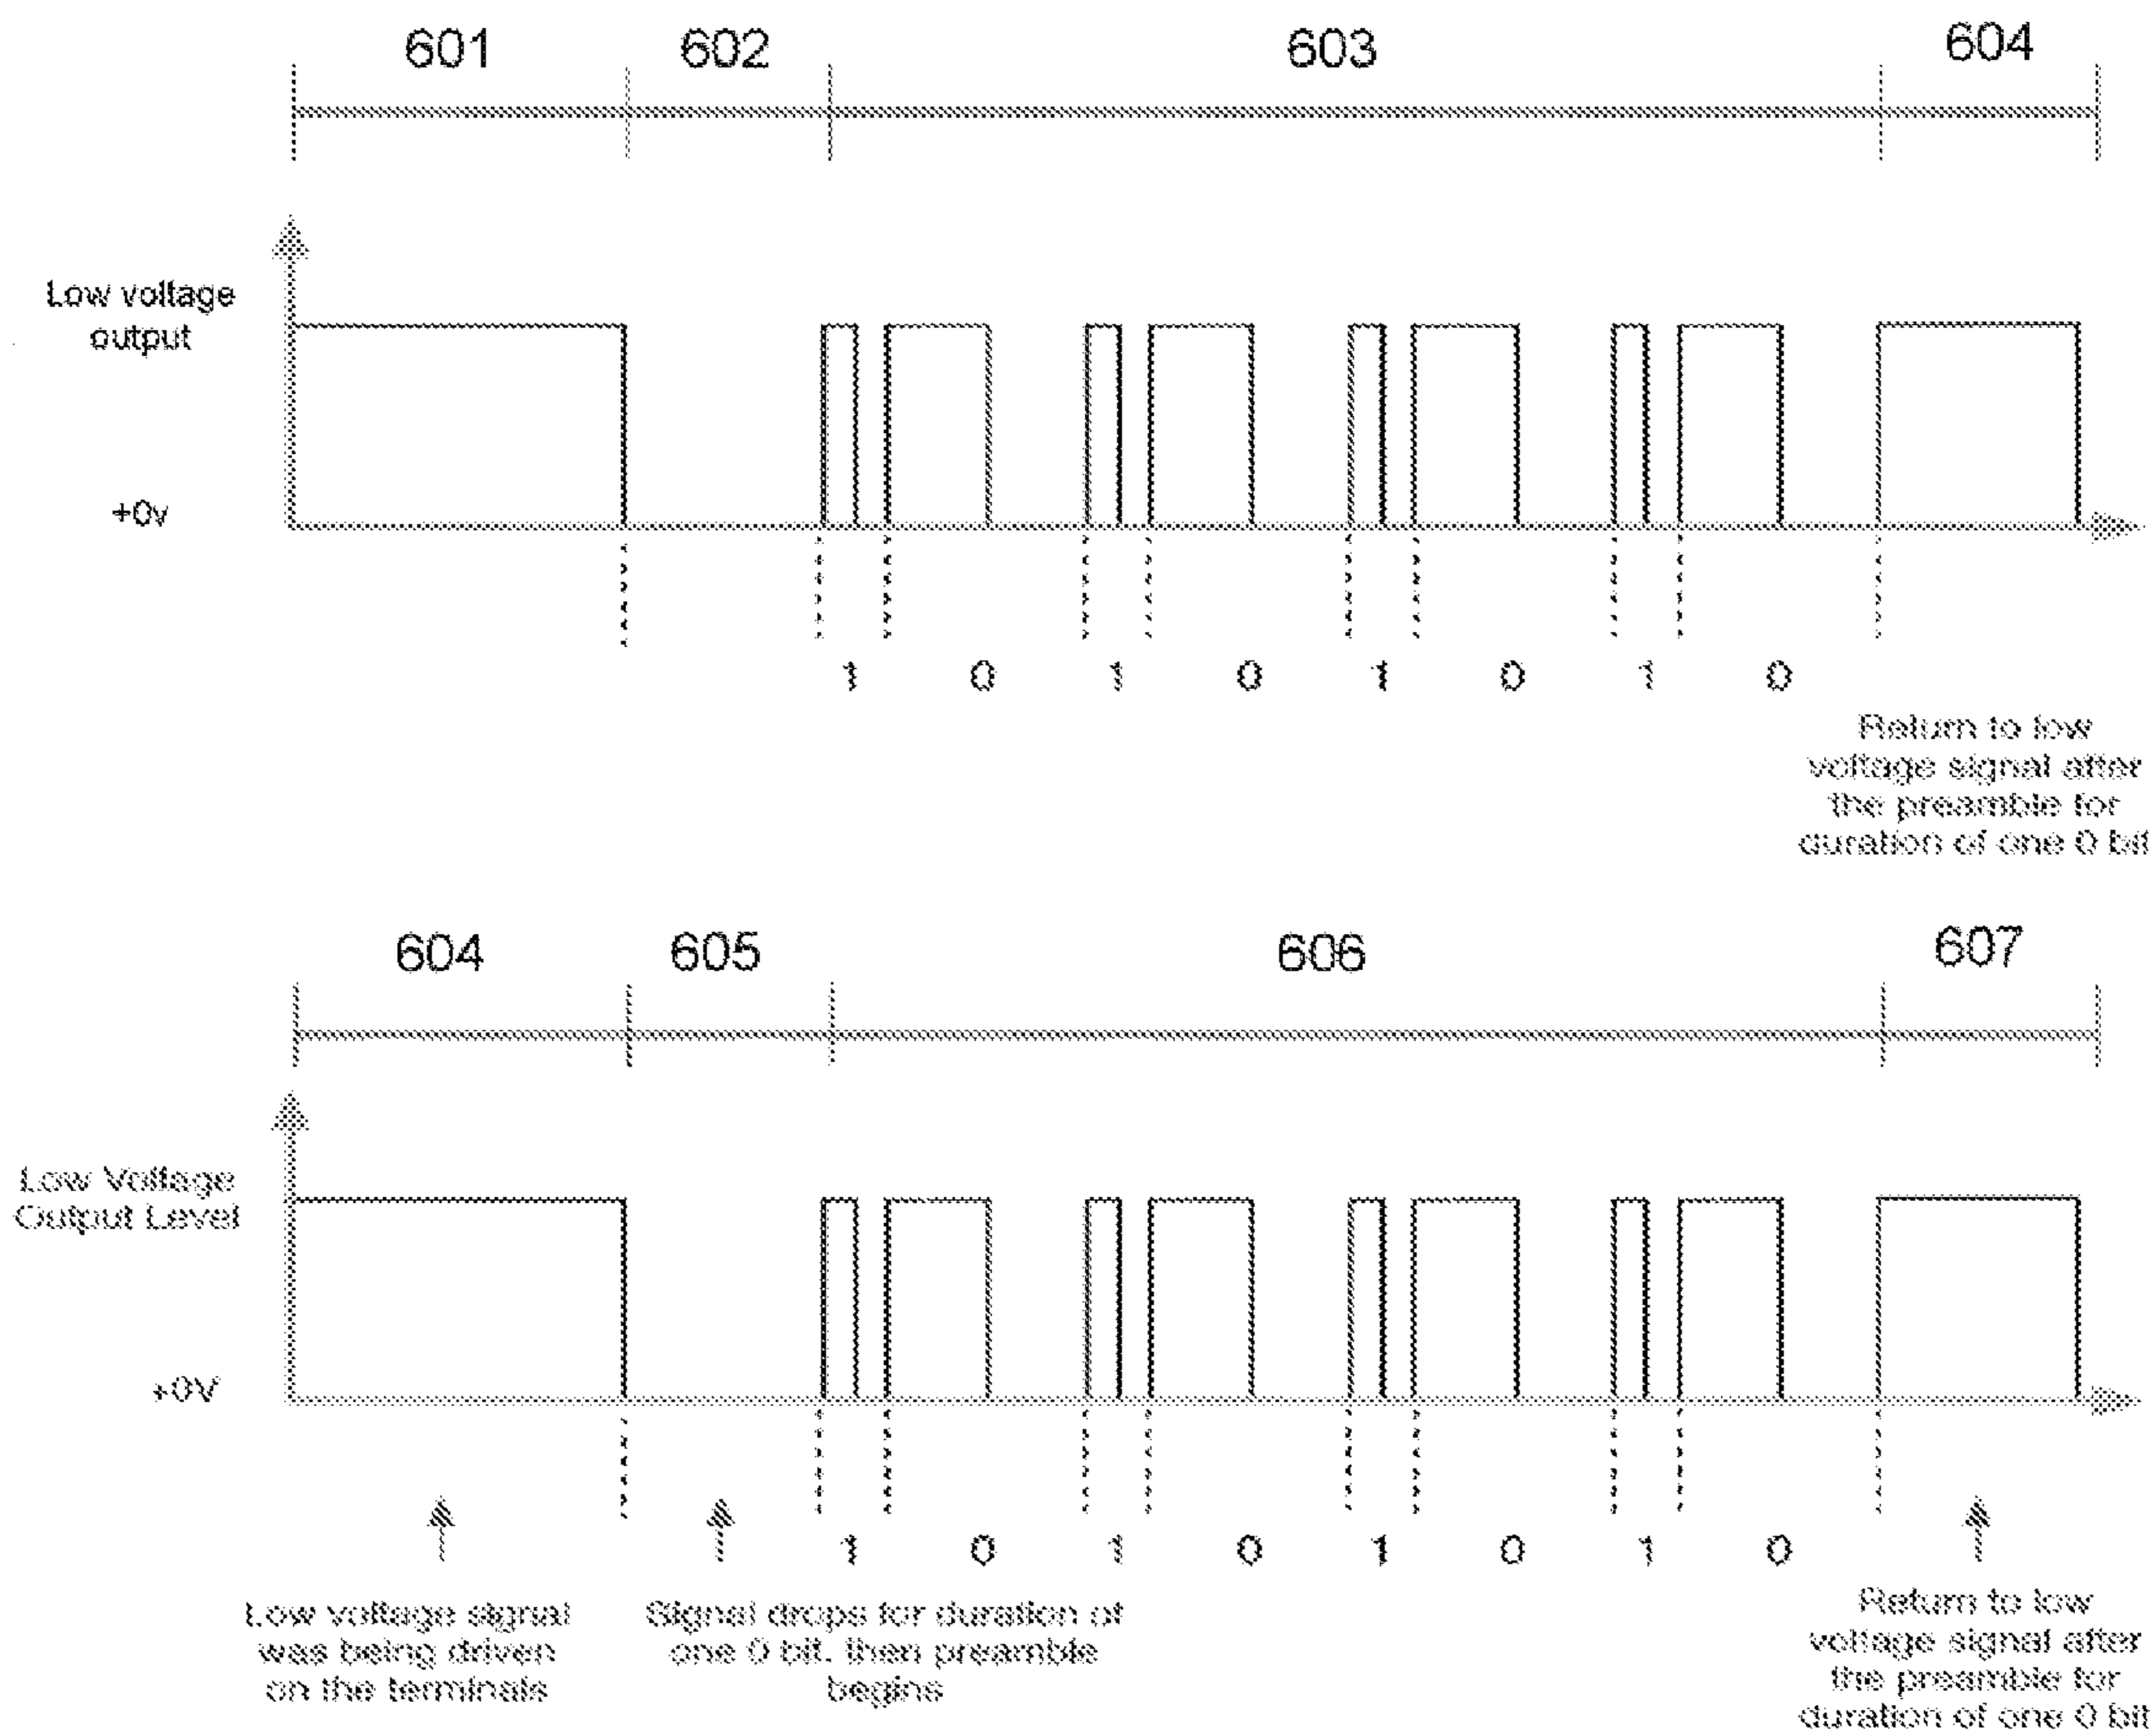 601 602 603 604
Low voltage
output
+0v
1 0 1 0 1 0 1 0
Return to low
voltage signal after
the preamble for
duration of one 0 bit
604 605 606 607
Low Voltage
Output Level
+0V
1 0 1 0 1 0 1 0
Low voltage signal
was being driven
on the terminals
Signal drops for duration of
one 0 bit, then preamble
begins
Return to low
voltage signal after
the preamble for
duration of one 0 bit